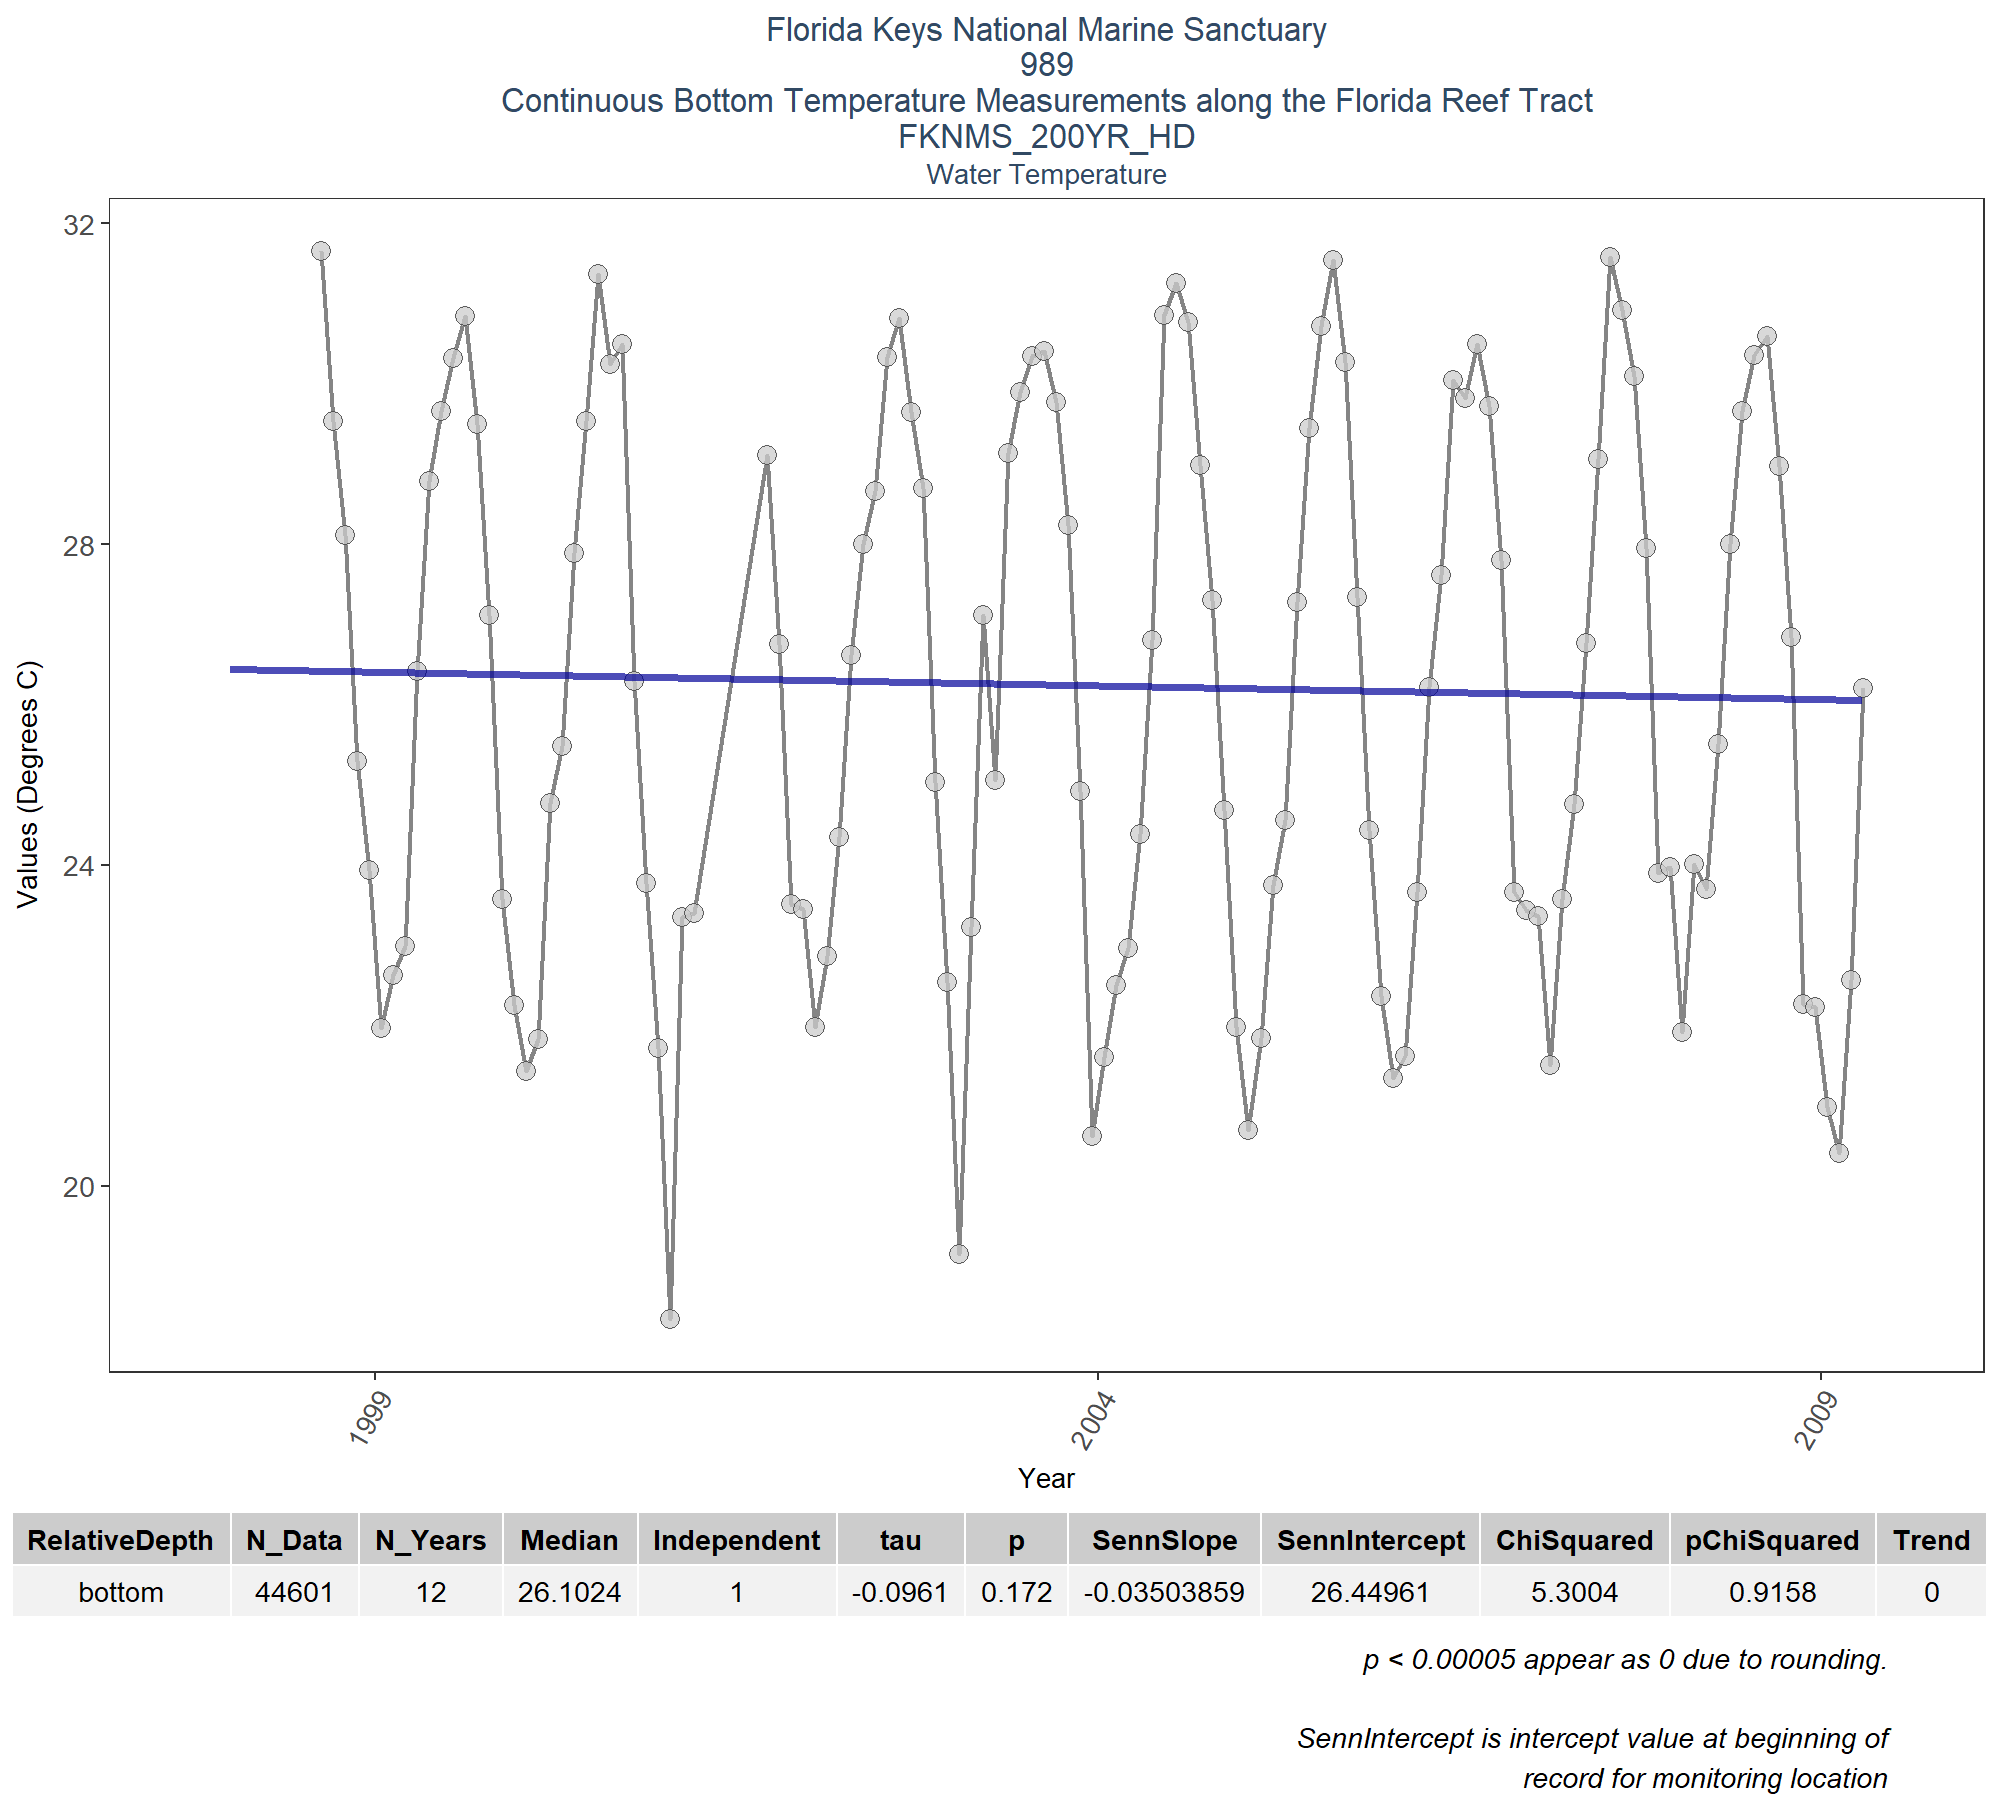 Florida Keys National Marine Sanctuary
989
Continuous Bottom Temperature Measurements along the Florida Reef Tract
FKNMS_200YR_HD
Water Temperature
Values (Degrees C)
32
28
24
20
1999
2004
2009
Year
RelativeDepth N_Data N_Years Median Independent tau p SennSlope SennIntercept ChiSquared pChiSquared Trend
bottom 44601 12 26.1024 1 -0.0961 0.172 -0.03503859 26.44961 5.3004 0.9158 0
p < 0.00005 appear as 0 due to rounding.
SennIntercept is intercept value at beginning of
record for monitoring location